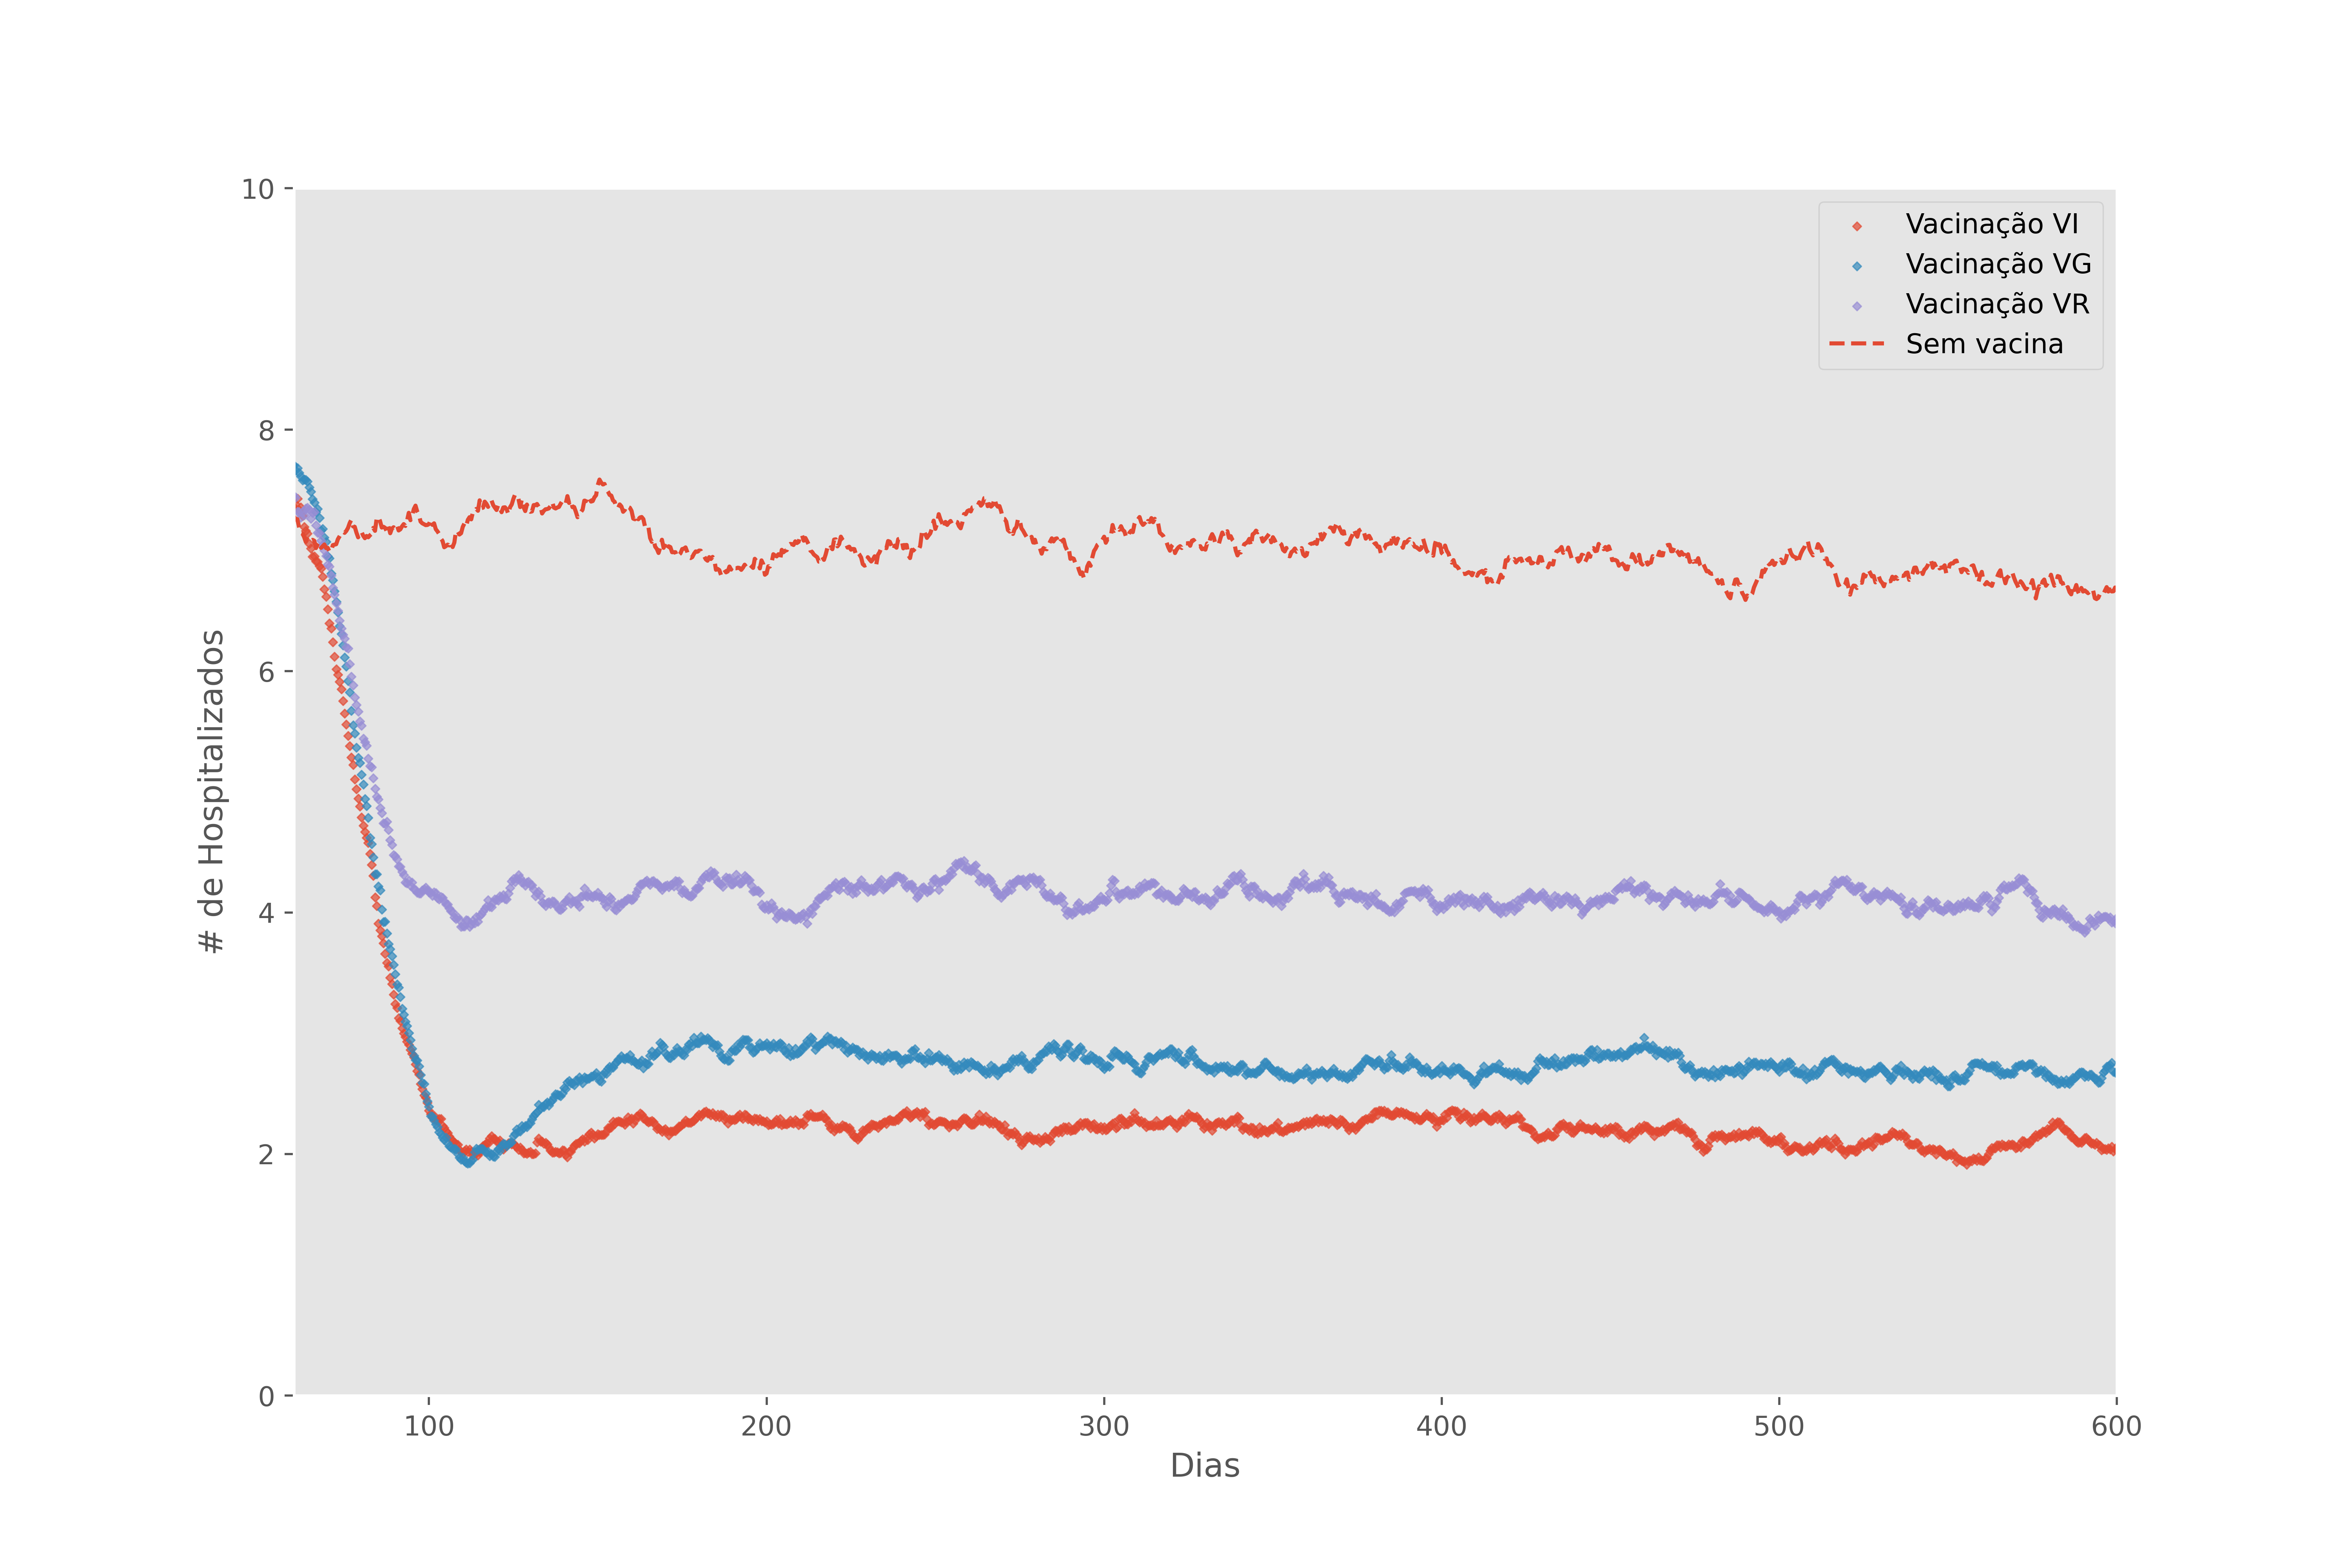 10
8
6
4
2
0
# de Hospitalizados
Vacinação VI
Vacinação VG
Vacinação VR
Sem vacina
100 200 300 400 500 600
Dias